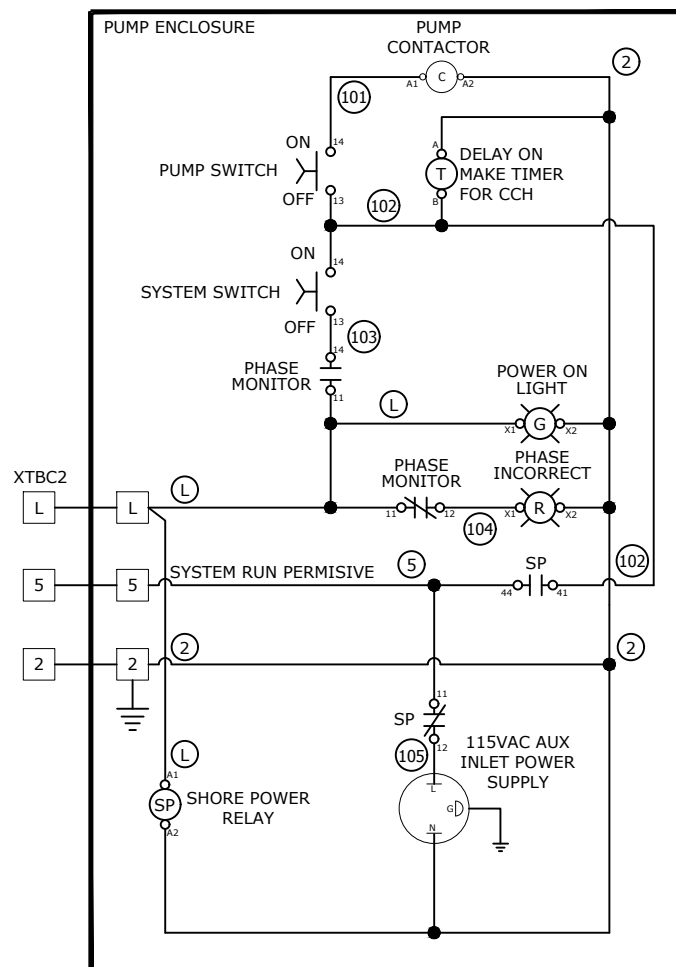 PUMP ENCLOSURE
PUMP
CONTACTOR
2
A1
C
A2
101
ON
14
A
DELAY ON
MAKE TIMER
FOR CCH
T
PUMP SWITCH
OFF
13
B
102
ON
14
SYSTEM SWITCH
OFF
13
103
14
PHASE
MONITOR
11
POWER ON
LIGHT
L
X1
G
X2
XTBC2
PHASE
MONITOR
PHASE
INCORRECT
L
L
L
11
12
104
X1
R
X2
SP
102
5
5
SYSTEM RUN PERMISIVE
5
44
41
2
2
2
2
11
SP
12
105
115VAC AUX
INLET POWER
SUPPLY
L
A1
SP
SHORE POWER
RELAY
A2
L
G
N